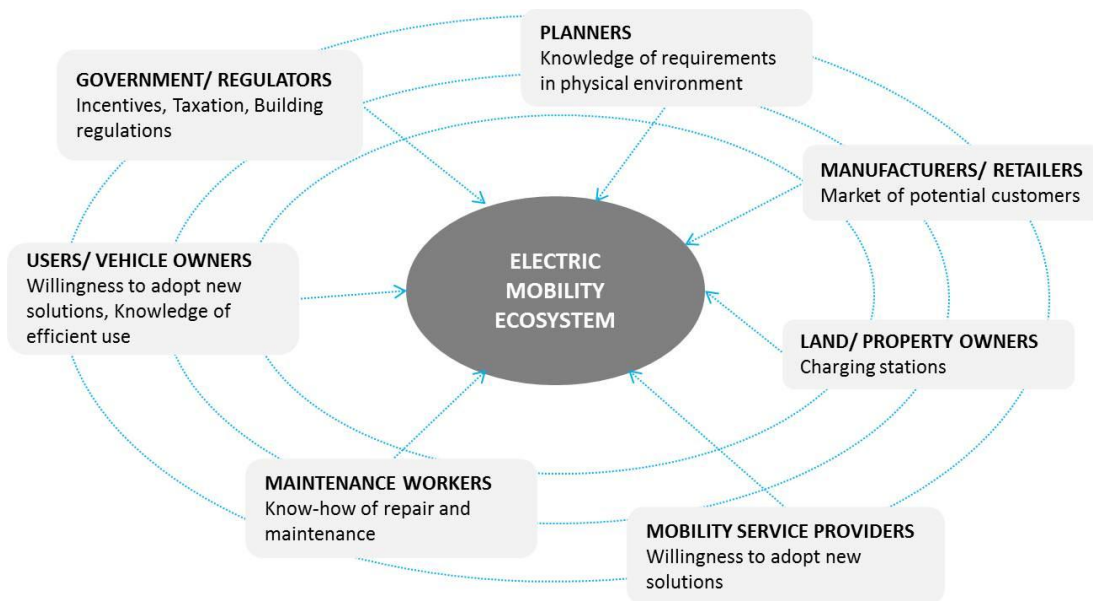 PLANNERS
Knowledge of requirements
in physical environment
GOVERNMENT/ REGULATORS
Incentives, Taxation, Building
regulations
MANUFACTURERS/ RETAILERS
Market of potential customers
USERS/ VEHICLE OWNERS
Willingness to adopt new
solutions, Knowledge of
efficient use
ELECTRIC
MOBILITY
ECOSYSTEM
LAND/ PROPERTY OWNERS
Charging stations
MAINTENANCE WORKERS
Know-how of repair and
maintenance
MOBILITY SERVICE PROVIDERS
Willingness to adopt new
solutions